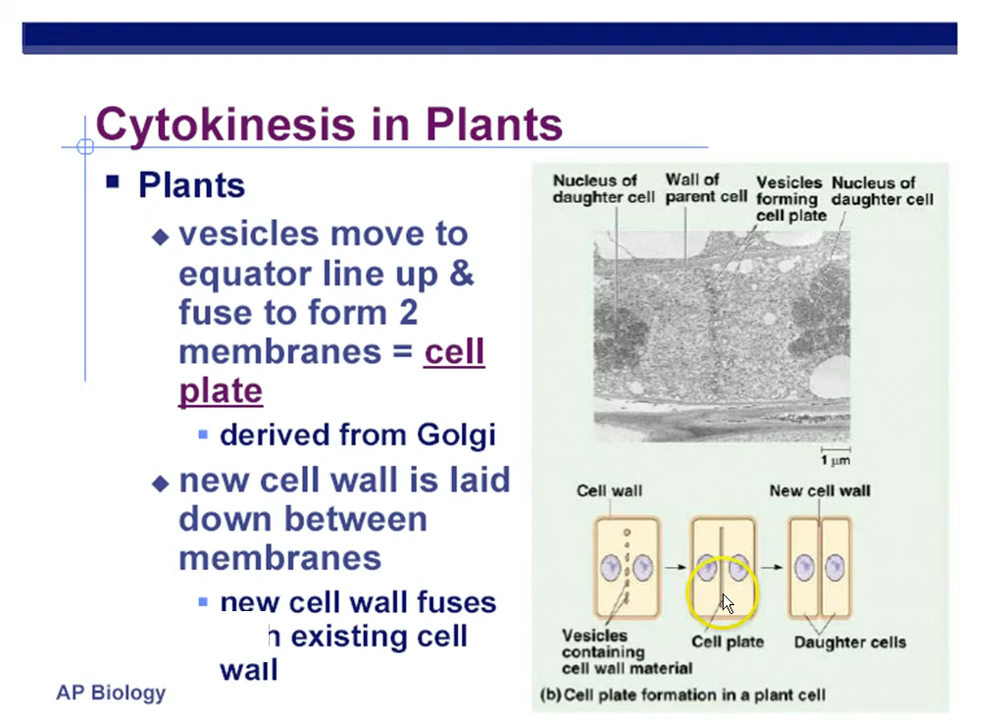 Cytokinesis in Plants
Plants
vesicles move to
equator line up &
fuse to form 2
membranes = cell
plate
derived from Golgi
new cell wall is laid
down between
membranes
new cell wall fuses
existing cell
wall
AP Biology
Nucleus of
daughter cell
Wall of
parent cell
Vesicles
forming
cell plate
Nucleus of
daughter cell
1 μm
Cell wall
New cell wall
Vesicles
containing
cell wall material
Cell plate
Daughter cells
(b) Cell plate formation in a plant cell